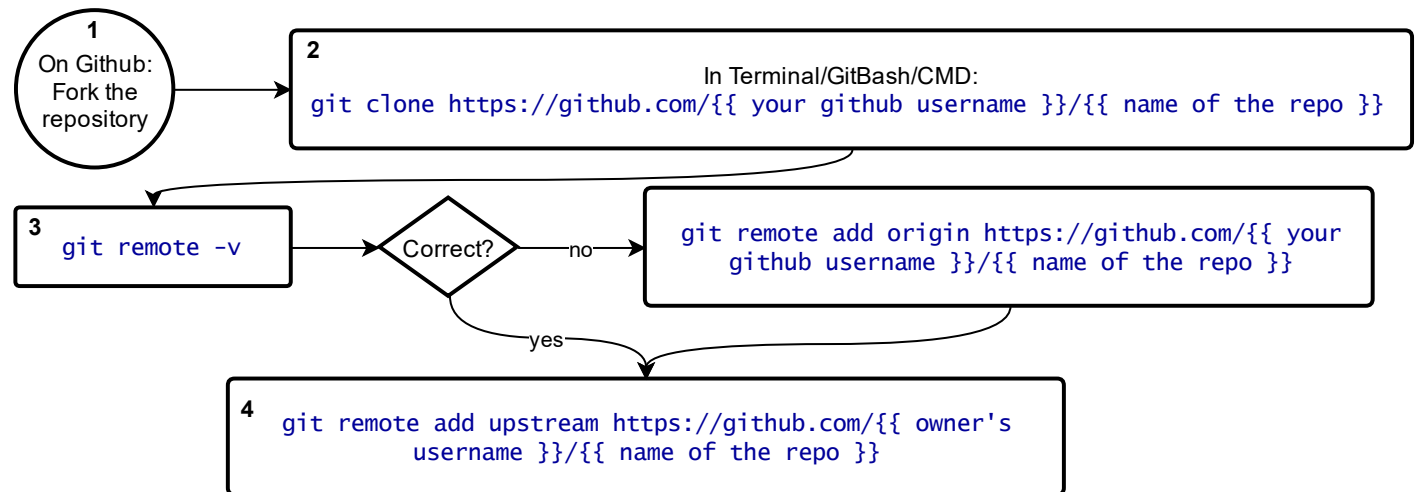 1
On Github:
Fork the
repository
2
In Terminal/GitBash/CMD:
git clone https://github.com/{{ your github username }}/{{ name of the repo }}
3
git remote -v
Correct?
no
git remote add origin https://github.com/{{ your
github username }}/{{ name of the repo }}
yes
4
git remote add upstream https://github.com/{{ owner's
username }}/{{ name of the repo }}